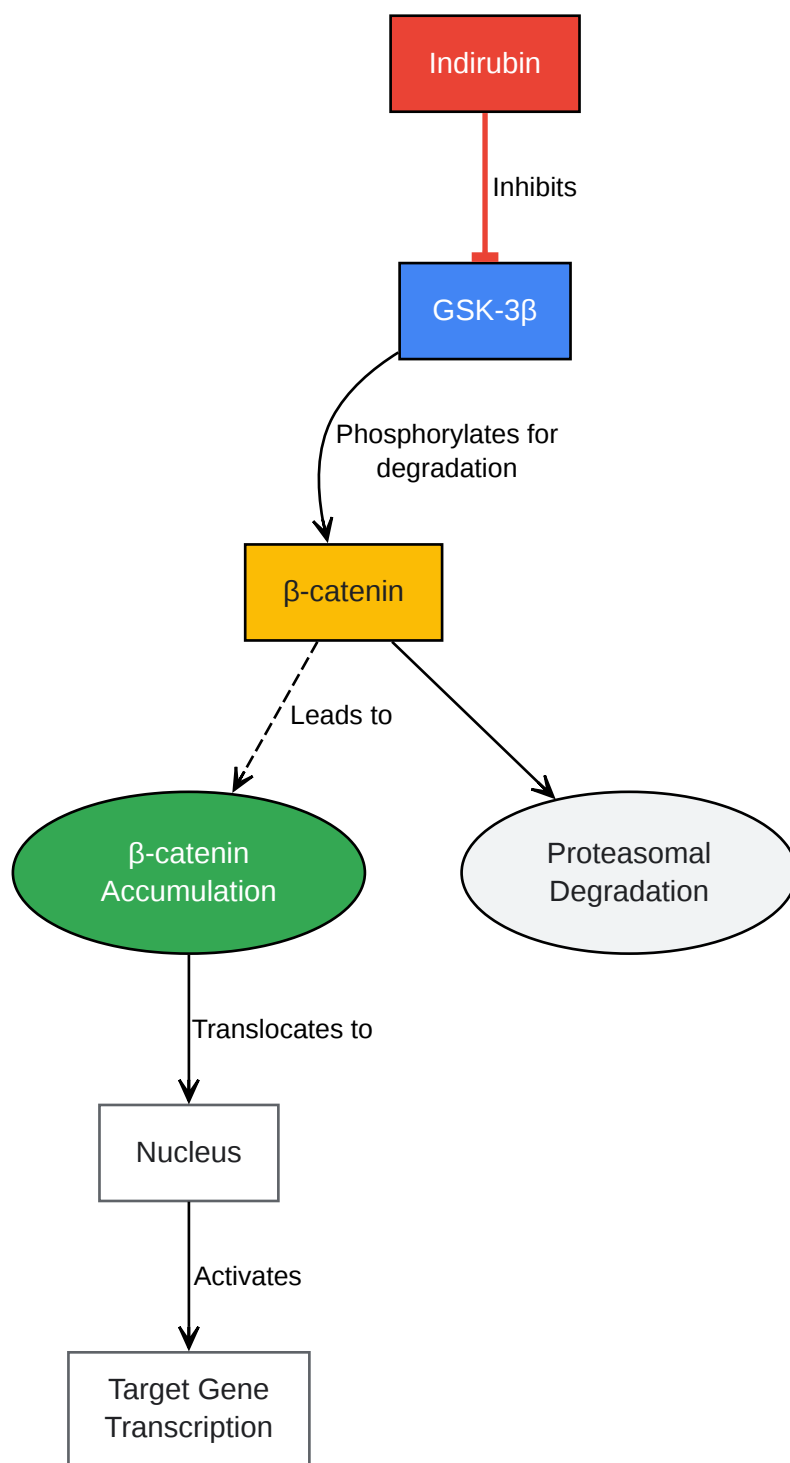 Indirubin
Inhibits
GSK-3β
Phosphorylates for
degradation
β-catenin
Leads to
β-catenin
Accumulation
Proteasomal
Degradation
Translocates to
Nucleus
Activates
Target Gene
Transcription